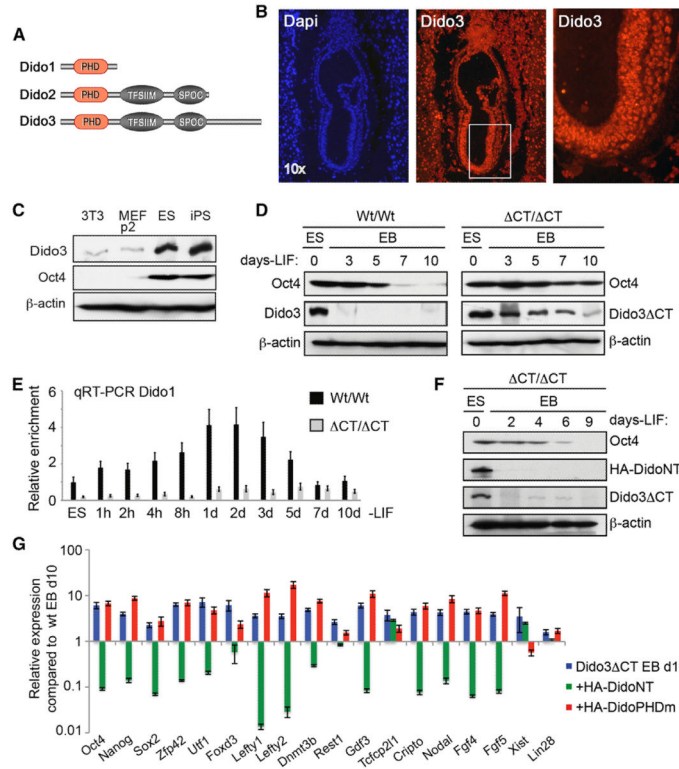 A
Dido1 PHD
Dido2 PHD TFSIIM SPOC
Dido3 PHD TFSIIM SPOC
B
Dapi Dido3 Dido3
10x
C
3T3 MEF p2 ES iPS
Dido3
Oct4
β-actin
D
Wt/Wt ΔCT/ΔCT
ES EB ES EB
days-LIF: 0 3 5 7 10 0 3 5 7 10
Oct4 Oct4
Dido3 Dido3ΔCT
β-actin β-actin
E
qRT-PCR Dido1
Relative enrichment
6
4
2
0
Wt/Wt
ΔCT/ΔCT
ES 1h 2h 4h 8h 1d 2d 3d 5d 7d 10d -LIF
F
ΔCT/ΔCT
ES EB
0 2 4 6 9 days-LIF:
Oct4
HA-DidoNT
Dido3ΔCT
β-actin
G
Relative expression
compared to wt EB d10
100
10
1
0.1
0.01
Dido3ΔCT EB d1
+HA-DidoNT
+HA-DidoPHDm
Oct4 Nanog Sox2 Zfp42 Utf1 Foxd3 Lefty1 Lefty2 Dnmt3b Rest1 Gdf3 Tcfcp2l1 Cripto Nodal Fgf4 Fgf5 Xist Lin28